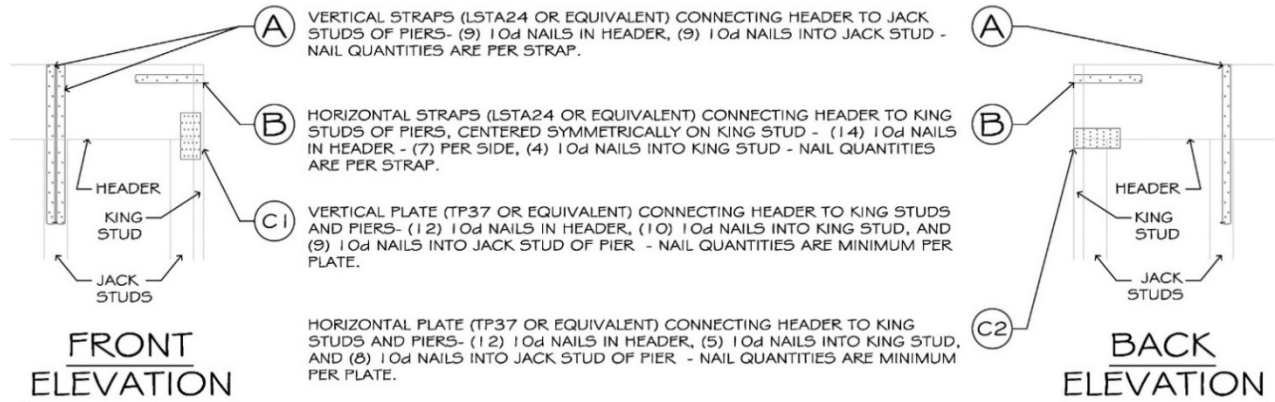 A
VERTICAL STRAPS (LSTA24 OR EQUIVALENT) CONNECTING HEADER TO JACK
STUDS OF PIERS- (9) 10d NAILS IN HEADER, (9) 10d NAILS INTO JACK STUD -
NAIL QUANTITIES ARE PER STRAP.
A
B
HORIZONTAL STRAPS (LSTA24 OR EQUIVALENT) CONNECTING HEADER TO KING
STUDS OF PIERS, CENTERED SYMMETRICALLY ON KING STUD - (14) 10d NAILS
IN HEADER - (7) PER SIDE, (4) 10d NAILS INTO KING STUD - NAIL QUANTITIES
ARE PER STRAP.
B
C1
VERTICAL PLATE (TP37 OR EQUIVALENT) CONNECTING HEADER TO KING STUDS
AND PIERS- (12) 10d NAILS IN HEADER, (10) 10d NAILS INTO KING STUD, AND
(9) 10d NAILS INTO JACK STUD OF PIER - NAIL QUANTITIES ARE MINIMUM PER
PLATE.
HORIZONTAL PLATE (TP37 OR EQUIVALENT) CONNECTING HEADER TO KING
STUDS AND PIERS- (12) 10d NAILS IN HEADER, (5) 10d NAILS INTO KING STUD,
AND (8) 10d NAILS INTO JACK STUD OF PIER - NAIL QUANTITIES ARE MINIMUM
PER PLATE.
C2
HEADER
KING
STUD
JACK
STUDS
FRONT
ELEVATION
HEADER
KING
STUD
JACK
STUDS
BACK
ELEVATION